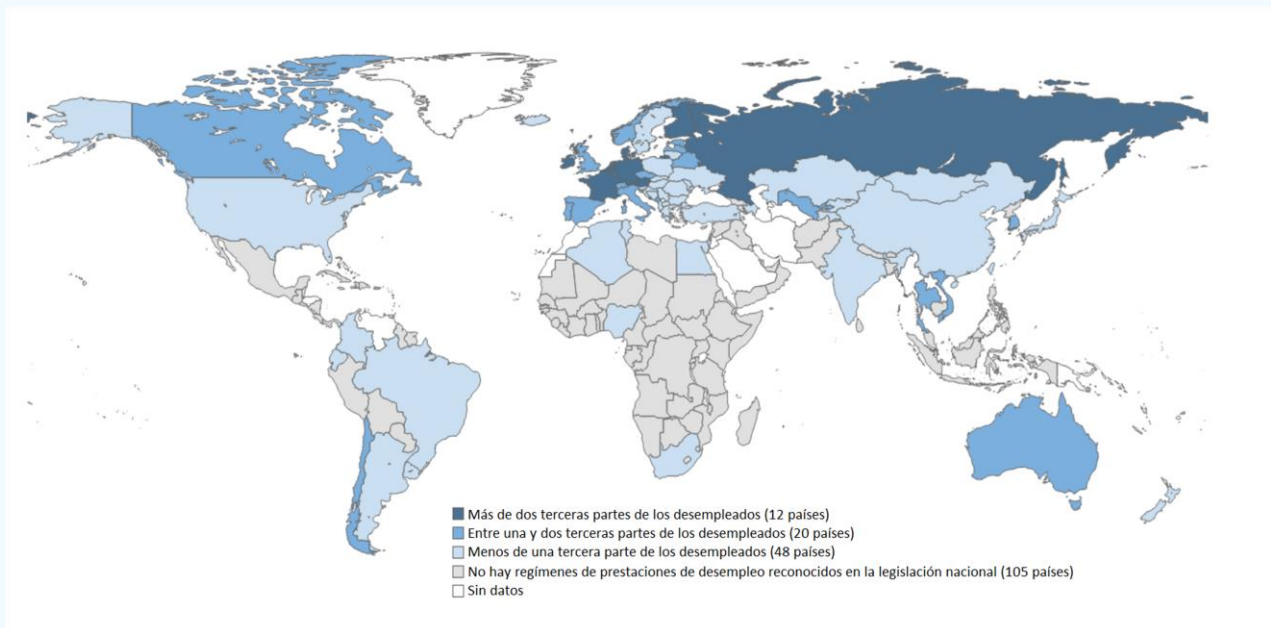 Más de dos terceras partes de los desempleados (12 países)
Entre una y dos terceras partes de los desempleados (20 países)
Menos de una tercera parte de los desempleados (48 países)
No hay regímenes de prestaciones de desempleo reconocidos en la legislación nacional (105 países)
Sin datos